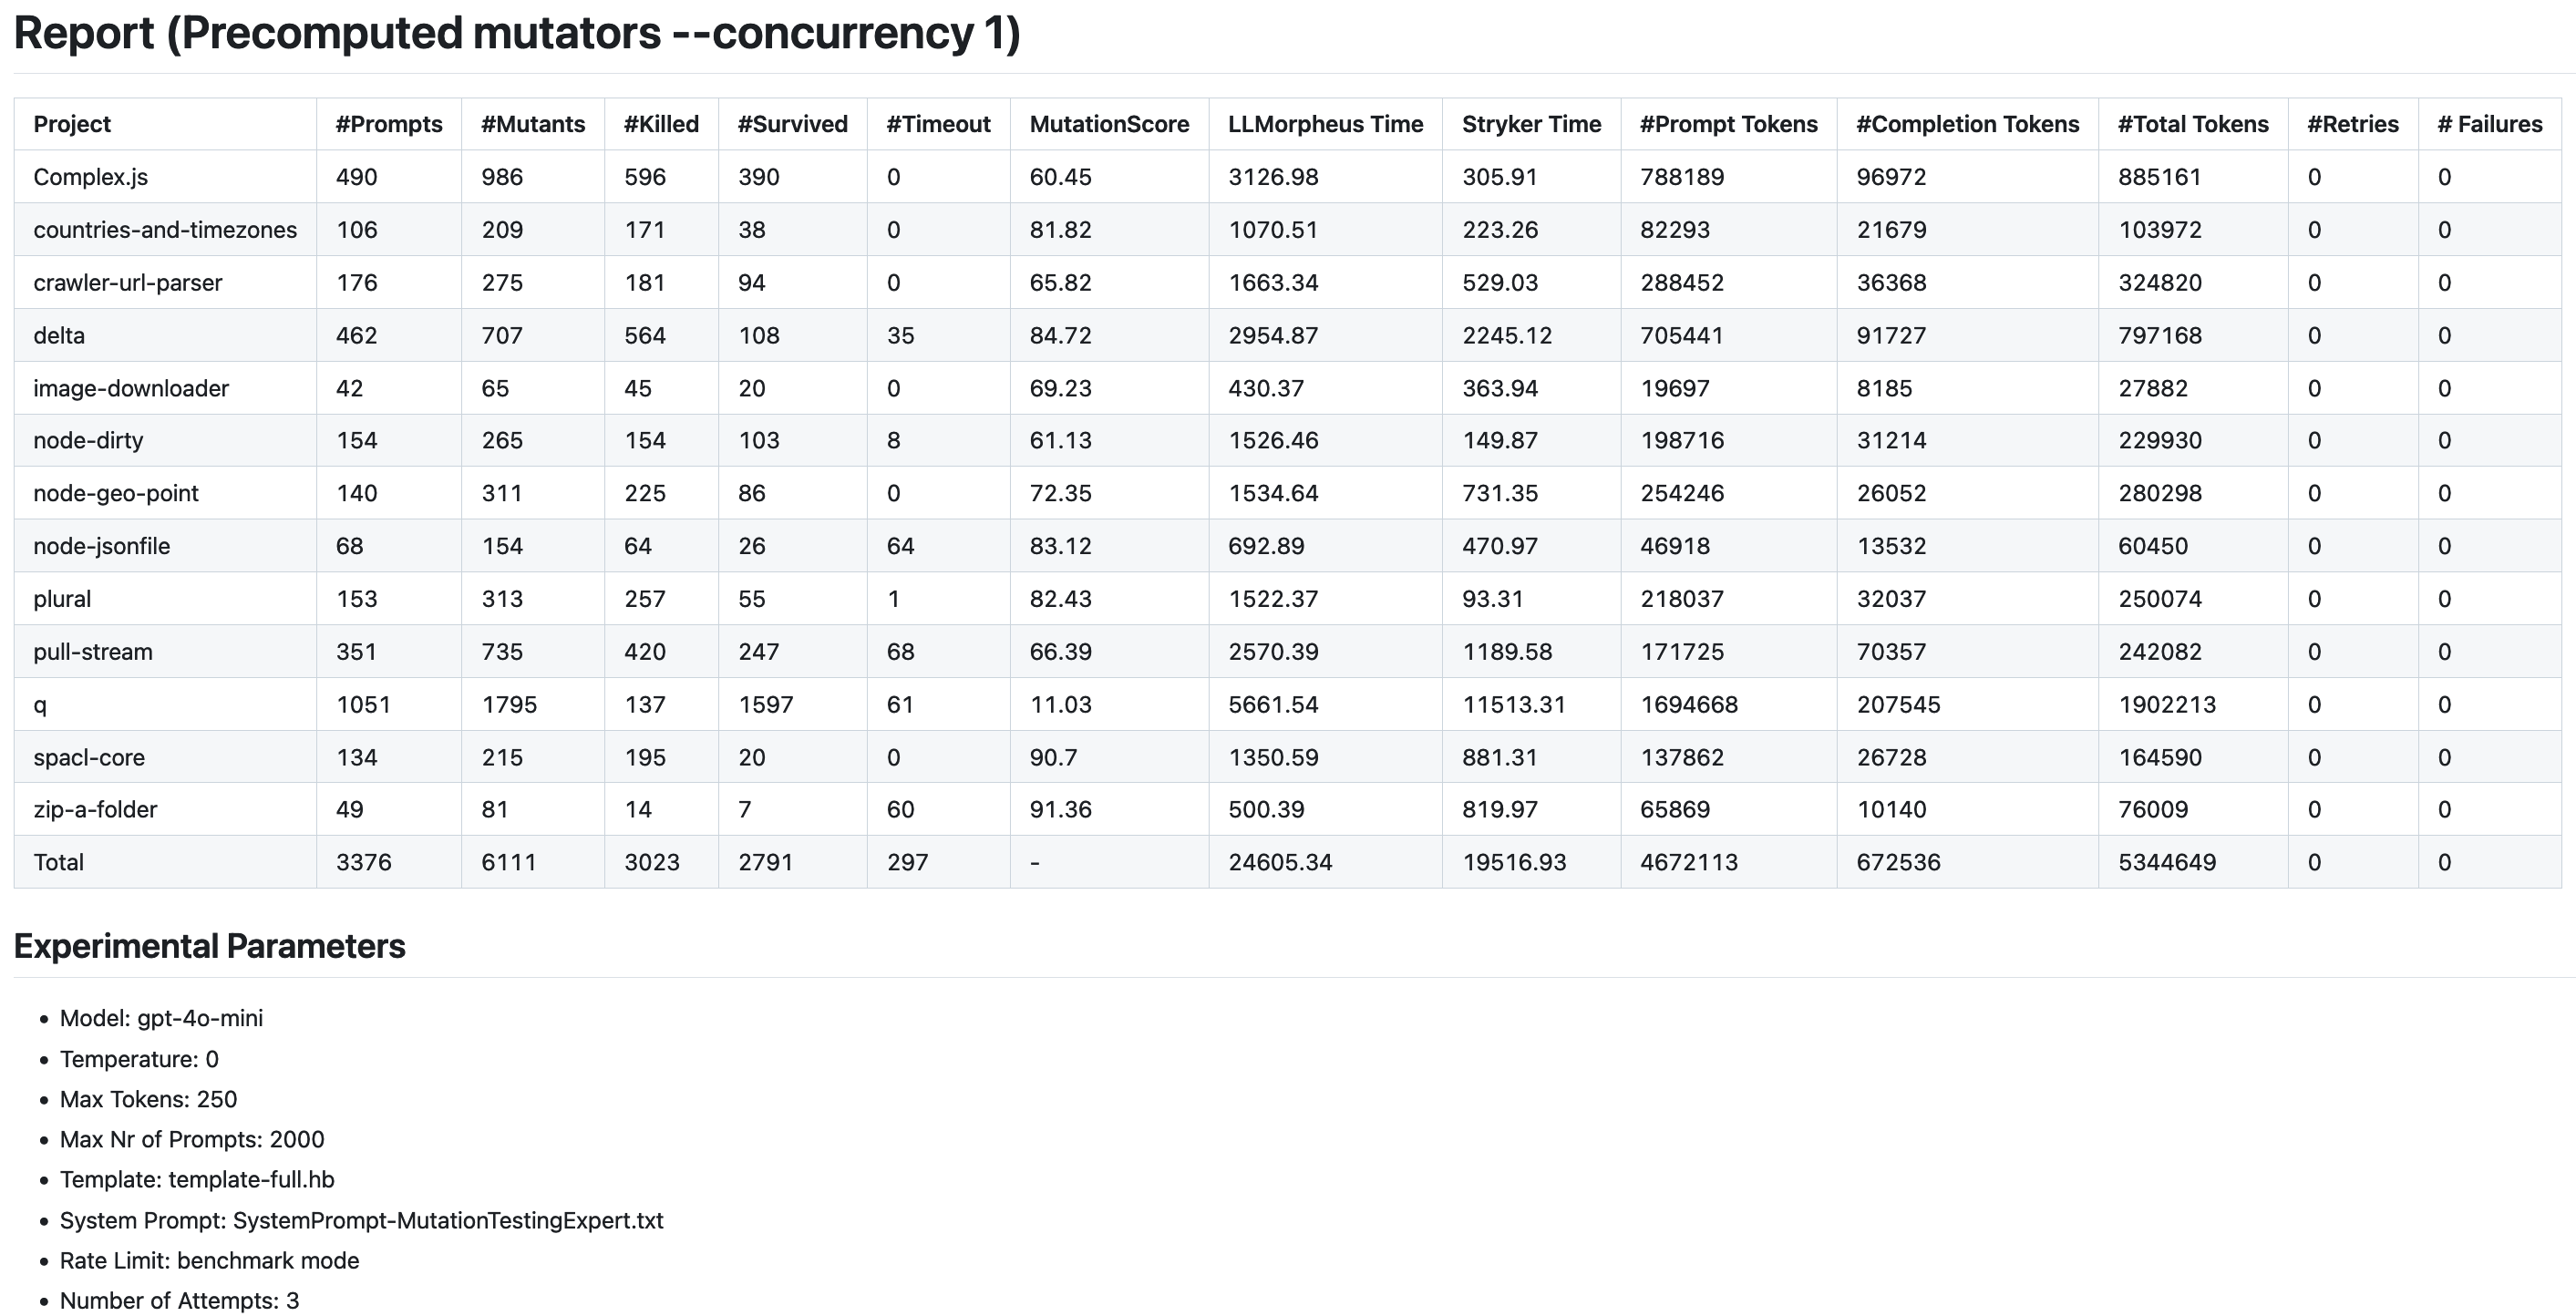 Report (Precomputed mutators --concurrency 1)
Project #Prompts #Mutants #Killed #Survived #Timeout MutationScore LLMorpheus Time Stryker Time #Prompt Tokens #Completion Tokens #Total Tokens #Retries # Failures
Complex.js 490 986 596 390 0 60.45 3126.98 305.91 788189 96972 885161 0 0
countries-and-timezones 106 209 171 38 0 81.82 1070.51 223.26 82293 21679 103972 0 0
crawler-url-parser 176 275 181 94 0 65.82 1663.34 529.03 288452 36368 324820 0 0
delta 462 707 564 108 35 84.72 2954.87 2245.12 705441 91727 797168 0 0
image-downloader 42 65 45 20 0 69.23 430.37 363.94 19697 8185 27882 0 0
node-dirty 154 265 154 103 8 61.13 1526.46 149.87 198716 31214 229930 0 0
node-geo-point 140 311 225 86 0 72.35 1534.64 731.35 254246 26052 280298 0 0
node-jsonfile 68 154 64 26 64 83.12 692.89 470.97 46918 13532 60450 0 0
plural 153 313 257 55 1 82.43 1522.37 93.31 218037 32037 250074 0 0
pull-stream 351 735 420 247 68 66.39 2570.39 1189.58 171725 70357 242082 0 0
q 1051 1795 137 1597 61 11.03 5661.54 11513.31 1694668 207545 1902213 0 0
spacl-core 134 215 195 20 0 90.7 1350.59 881.31 137862 26728 164590 0 0
zip-a-folder 49 81 14 7 60 91.36 500.39 819.97 65869 10140 76009 0 0
Total 3376 6111 3023 2791 297 - 24605.34 19516.93 4672113 672536 5344649 0 0
Experimental Parameters
• Model: gpt-4o-mini
• Temperature: 0
• Max Tokens: 250
• Max Nr of Prompts: 2000
• Template: template-full.hb
• System Prompt: SystemPrompt-MutationTestingExpert.txt
• Rate Limit: benchmark mode
• Number of Attempts: 3